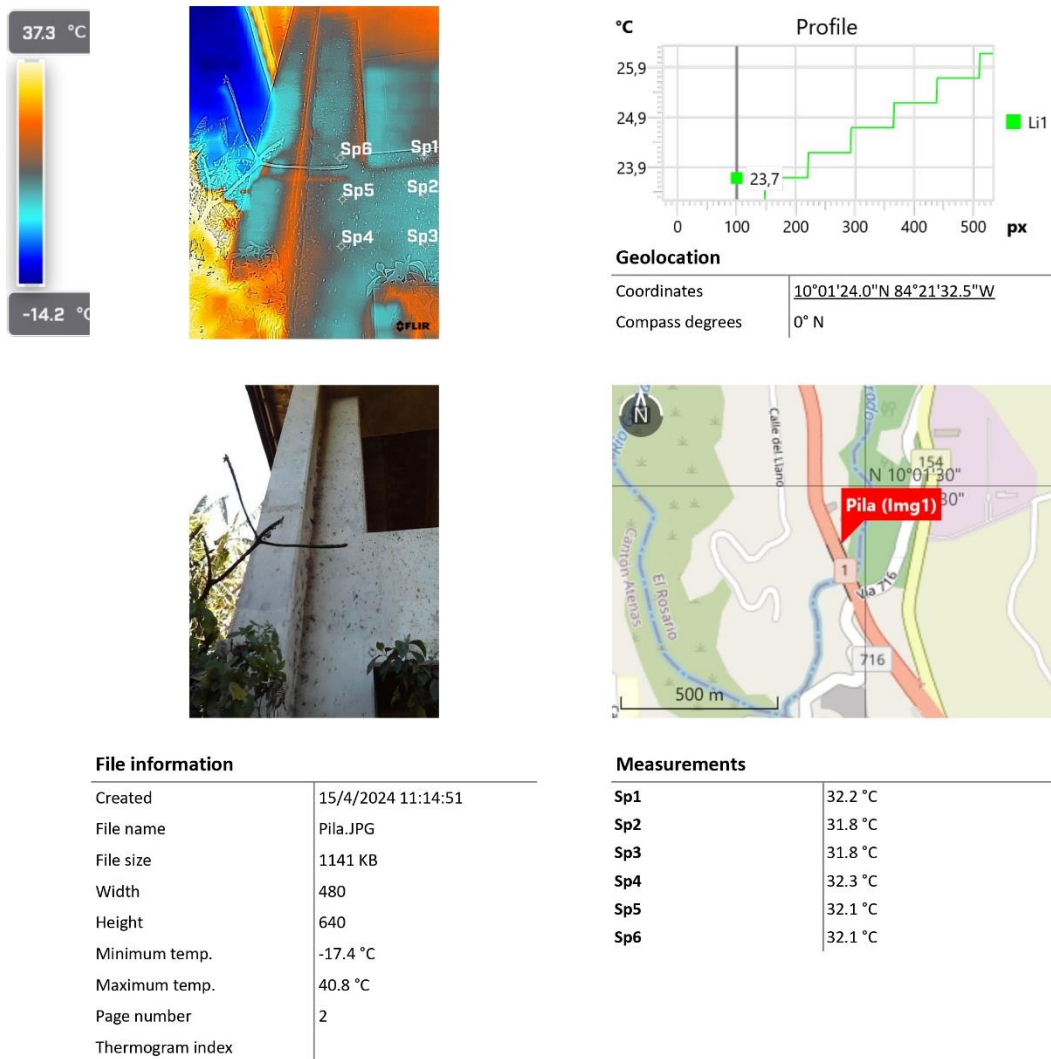 37.3 °C
-14.2 °C
Sp6
Sp1
Sp5
Sp2
Sp4
Sp3
FLIR
°C
Profile
25,9
24,9
23,9
23,7
Li1
0
100
200
300
400
500
px
Geolocation
Coordinates 10°01'24.0"N 84°21'32.5"W
Compass degrees 0° N
N
Calle del Llano
154
N 10°01'30"
30"
Pila (Img1)
Cantón Atenas
El Rosario
1
Vía 716
716
500 m
File information
Created 15/4/2024 11:14:51
File name Pila.JPG
File size 1141 KB
Width 480
Height 640
Minimum temp. -17.4 °C
Maximum temp. 40.8 °C
Page number 2
Thermogram index
Measurements
Sp1 32.2 °C
Sp2 31.8 °C
Sp3 31.8 °C
Sp4 32.3 °C
Sp5 32.1 °C
Sp6 32.1 °C